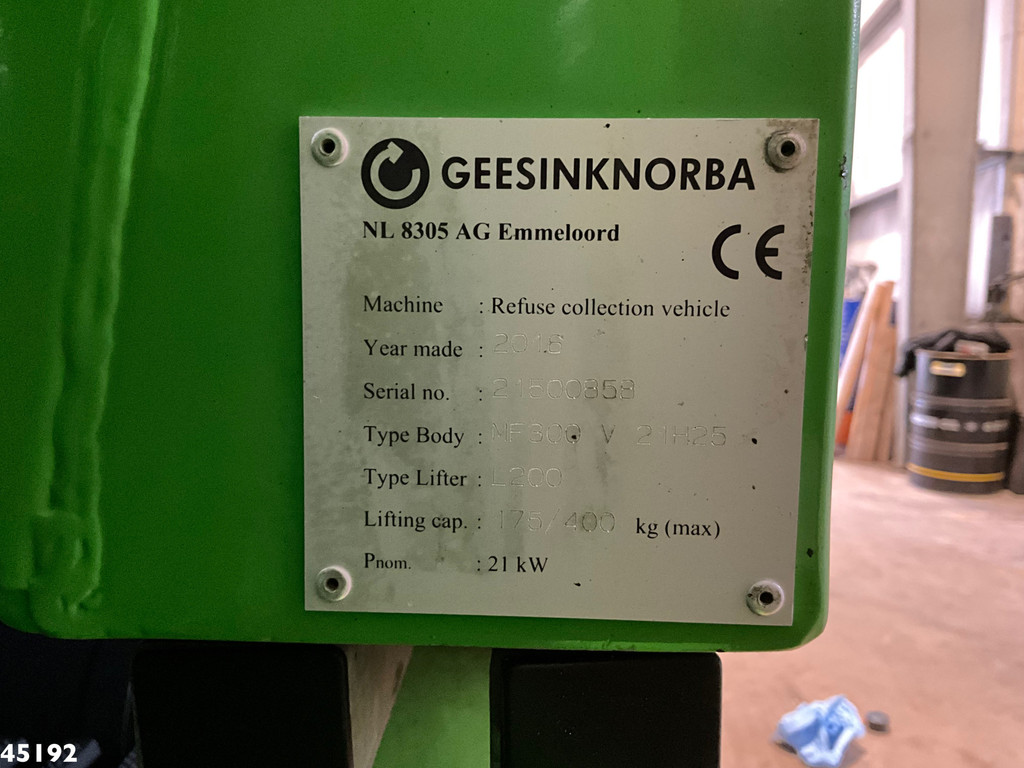 GEESINKNORBA
NL 8305 AG Emmeloord
CE
Machine : Refuse collection vehicle
Year made : 2016
Serial no. : 21600858
Type Body : MF300 V 21H25
Type Lifter : L200
Lifting cap. : 175/400 kg (max)
Pnom. : 21 kW
45192